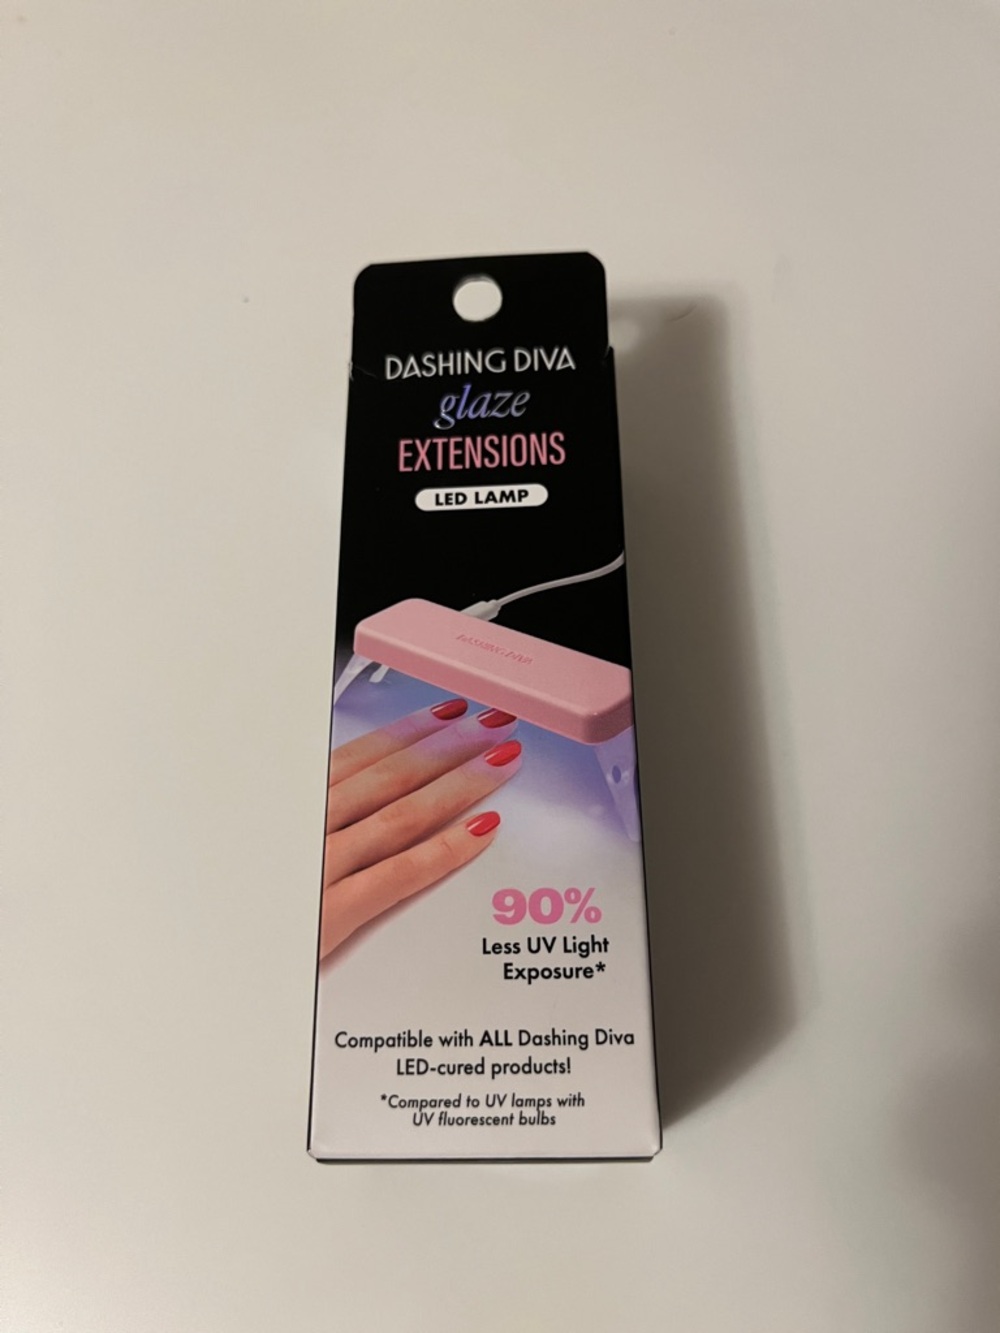 DASHING DIVA
glaze
EXTENSIONS
LED LAMP
DASHING DIVA
90%
Less UV Light
Exposure*
Compatible with ALL Dashing Diva
LED-cured products!
*Compared to UV lamps with
UV fluorescent bulbs